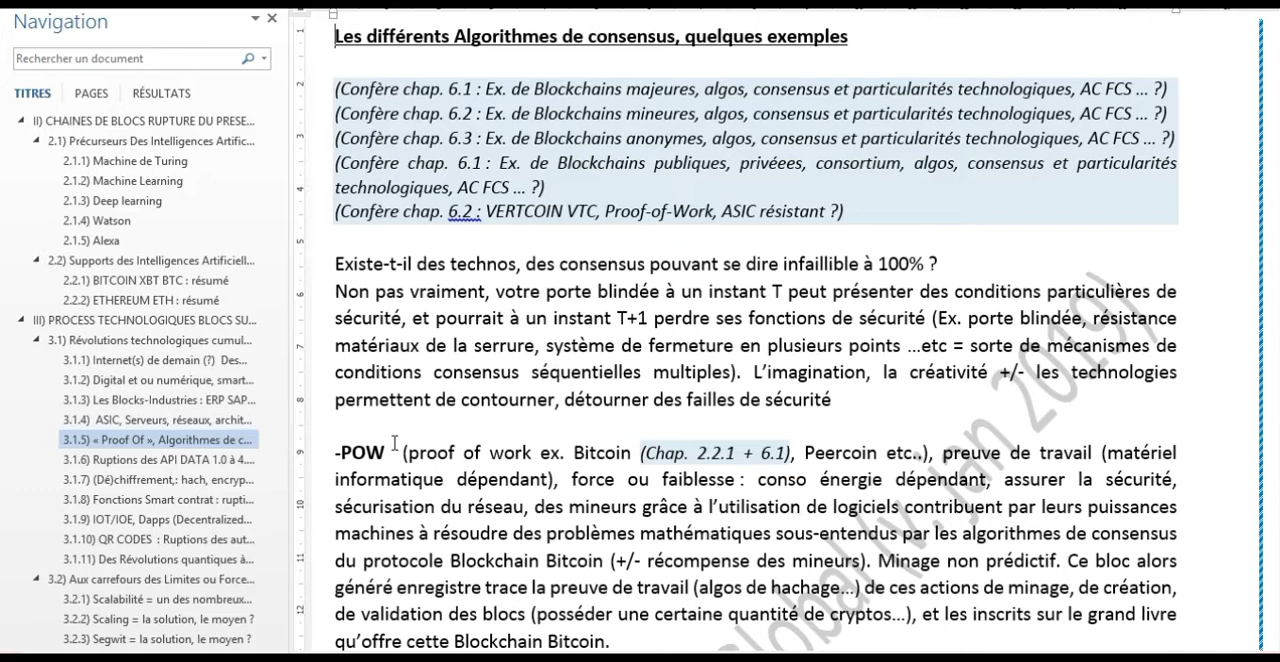 Navigation
Rechercher un document
TITRES PAGES RÉSULTATS
II) CHAINES DE BLOCS RUPTURE DU PRESE...
2.1) Précurseurs Des Intelligences Artific...
2.1.1) Machine de Turing
2.1.2) Machine Learning
2.1.3) Deep learning
2.1.4) Watson
2.1.5) Alexa
2.2) Supports des Intelligences Artificiell...
2.2.1) BITCOIN XBT BTC : résumé
2.2.2) ETHEREUM ETH : résumé
III) PROCESS TECHNOLOGIQUES BLOCS SU...
3.1) Révolutions technologiques cumul...
3.1.1) Internet(s) de demain (?) Des...
3.1.2) Digital et ou numérique, smart...
3.1.3) Les Blocks-Industries : ERP SAP...
3.1.4) ASIC, Serveurs, réseaux, archit...
3.1.5) « Proof Of », Algorithmes de c...
3.1.6) Ruptions des API DATA 1.0 à 4....
3.1.7) (Dé)chiffrement,: hach, encryp...
3.1.8) Fonctions Smart contrat : rupti...
3.1.9) IOT/IOE, Dapps (Decentralized...
3.1.10) QR CODES : Ruptions des aut...
3.1.11) Des Révolutions quantiques à...
3.2) Aux carrefours des Limites ou Force...
3.2.1) Scalabilité = un des nombreux...
3.2.2) Scaling = la solution, le moyen ?
3.2.3) Segwit = la solution, le moyen ?
1
2
3
4
5
6
7
8
9
10
11
12
Les différents Algorithmes de consensus, quelques exemples
(Confère chap. 6.1 : Ex. de Blockchains majeures, algos, consensus et particularités technologiques, AC FCS ... ?)
(Confère chap. 6.2 : Ex. de Blockchains mineures, algos, consensus et particularités technologiques, AC FCS ... ?)
(Confère chap. 6.3 : Ex. de Blockchains anonymes, algos, consensus et particularités technologiques, AC FCS ... ?)
(Confère chap. 6.1 : Ex. de Blockchains publiques, privéees, consortium, algos, consensus et particularités
technologiques, AC FCS ... ?)
(Confère chap. 6.2 : VERTCOIN VTC, Proof-of-Work, ASIC résistant ?)
Existe-t-il des technos, des consensus pouvant se dire infaillible à 100% ?
Non pas vraiment, votre porte blindée à un instant T peut présenter des conditions particulières de
sécurité, et pourrait à un instant T+1 perdre ses fonctions de sécurité (Ex. porte blindée, résistance
matériaux de la serrure, système de fermeture en plusieurs points ...etc = sorte de mécanismes de
conditions consensus séquentielles multiples). L’imagination, la créativité +/- les technologies
permettent de contourner, détourner des failles de sécurité
-POW (proof of work ex. Bitcoin (Chap. 2.2.1 + 6.1), Peercoin etc..), preuve de travail (matériel
informatique dépendant), force ou faiblesse : conso énergie dépendant, assurer la sécurité,
sécurisation du réseau, des mineurs grâce à l’utilisation de logiciels contribuent par leurs puissances
machines à résoudre des problèmes mathématiques sous-entendus par les algorithmes de consensus
du protocole Blockchain Bitcoin (+/- récompense des mineurs). Minage non prédictif. Ce bloc alors
généré enregistre trace la preuve de travail (algos de hachage...) de ces actions de minage, de création,
de validation des blocs (posséder une certaine quantité de cryptos...), et les inscrits sur le grand livre
qu’offre cette Blockchain Bitcoin.
Global lv. jan 2019)